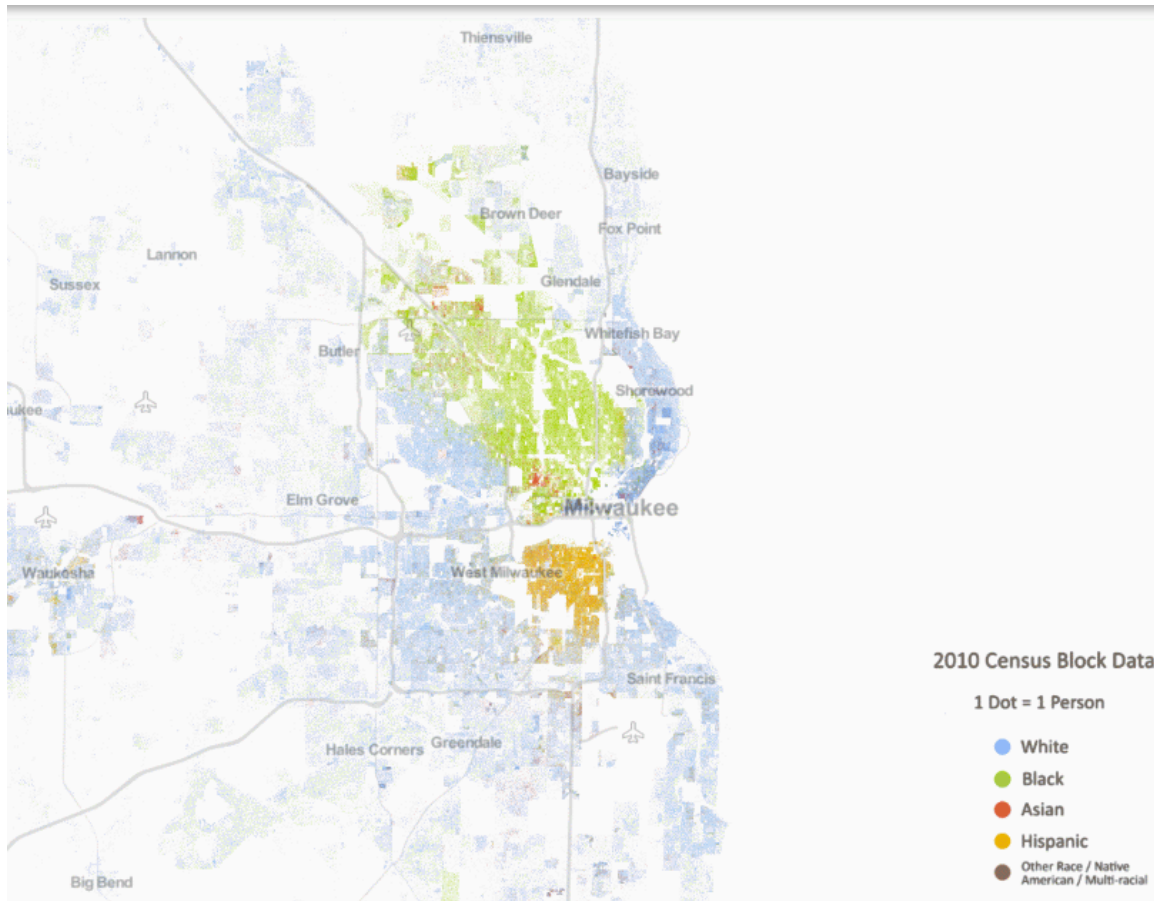 Thiensville
Bayside
Brown Deer
Fox Point
Lannon
Sussex
Glendale
Whitefish Bay
Butler
Shorewood
aukee
Elm Grove
Milwaukee
Waukesha
West Milwaukee
Saint Francis
Hales Corners
Greendale
Big Bend
2010 Census Block Data
1 Dot = 1 Person
White
Black
Asian
Hispanic
Other Race / Native
American / Multi-racial